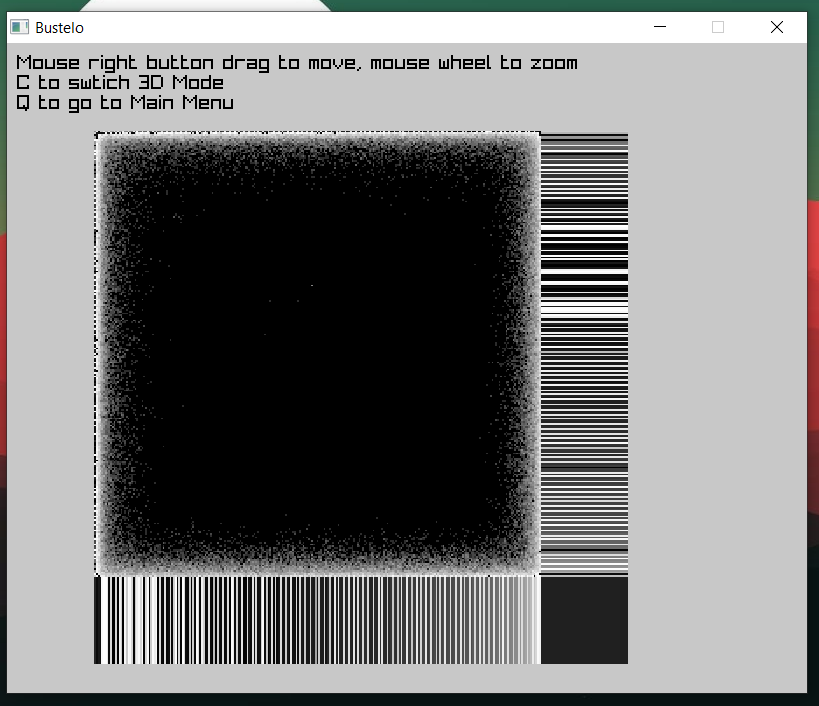 Bustelo
Mouse right button drag to move, mouse wheel to zoom
C to swtich 3D Mode
Q to go to Main Menu